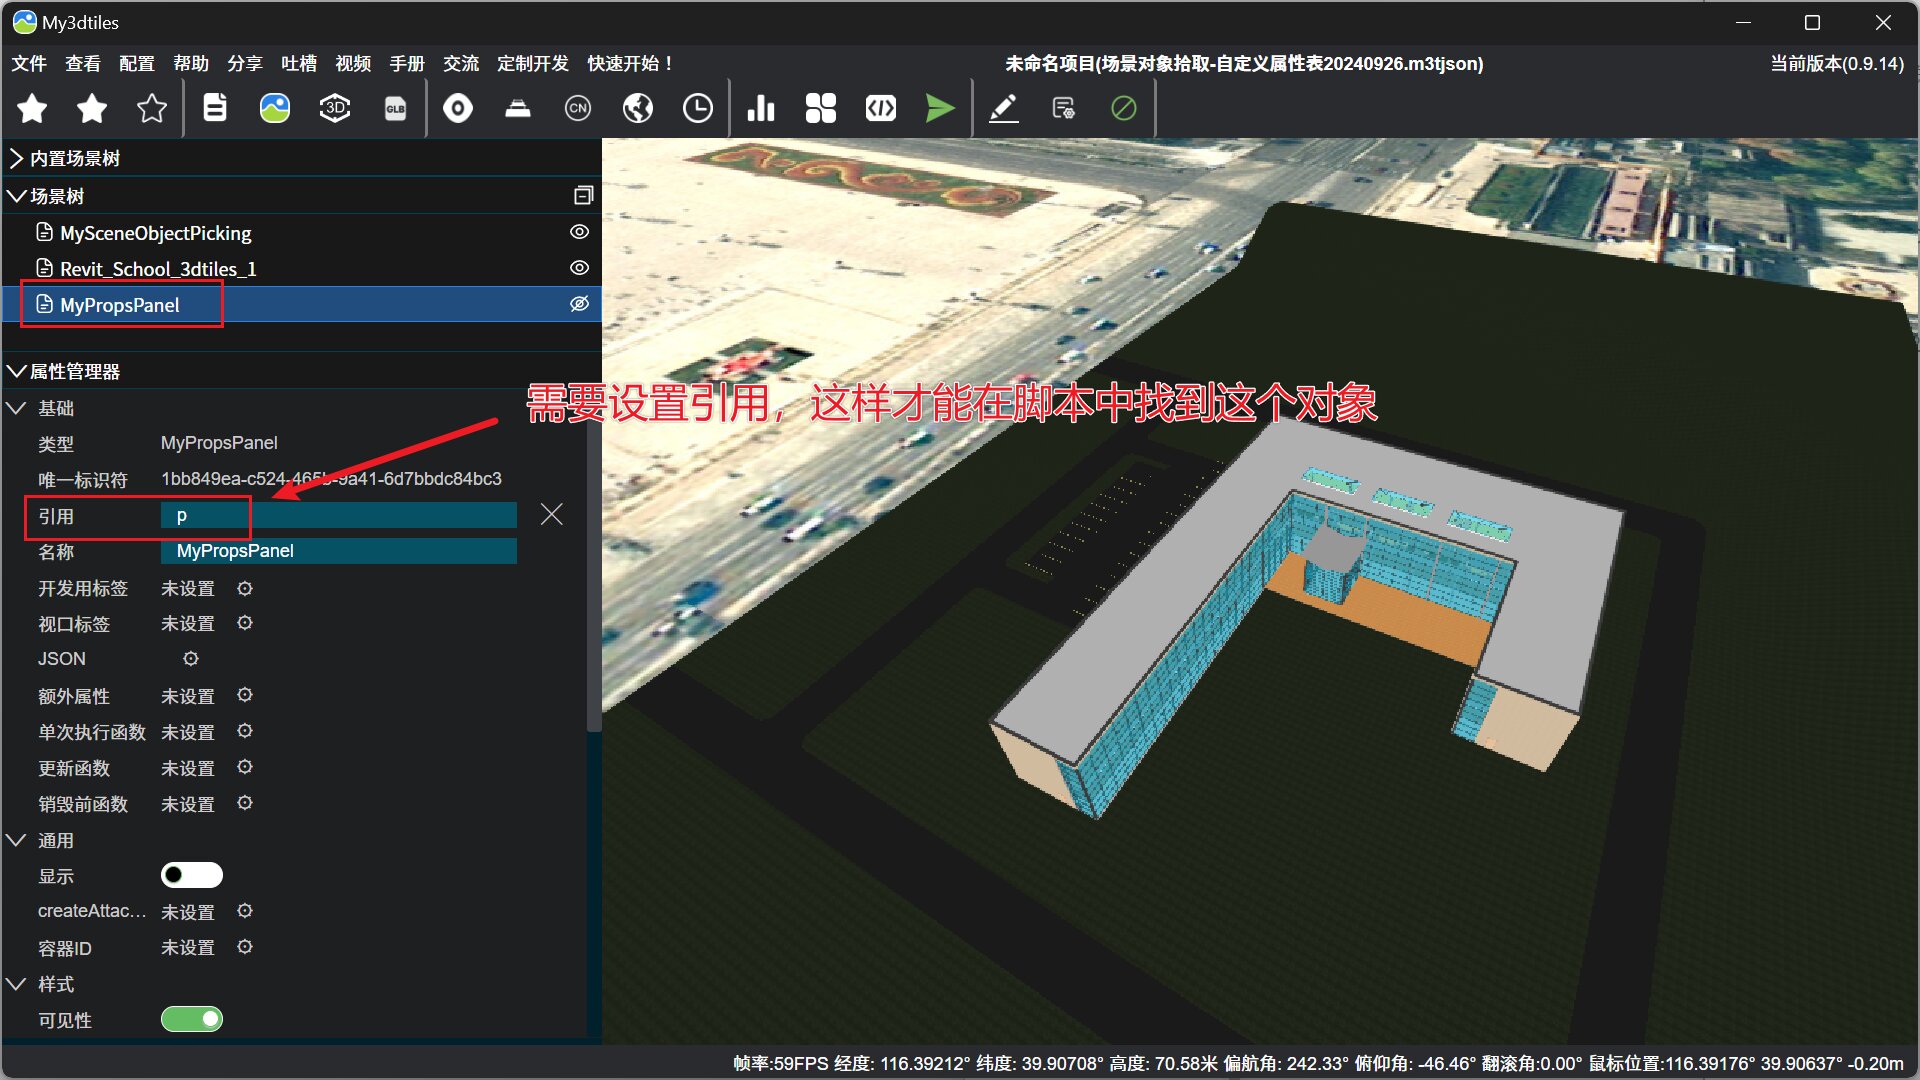 My3dtiles
文件 查看 配置 帮助 分享 吐槽 视频 手册 交流 定制开发 快速开始！
未命名项目(场景对象拾取-自定义属性表20240926.m3tjson)
当前版本(0.9.14)
3D
GLB
CN
内置场景树
场景树
MySceneObjectPicking
Revit_School_3dtiles_1
MyPropsPanel
属性管理器
需要设置引用，这样才能在脚本中找到这个对象
基础
类型 MyPropsPanel
唯一标识符 1bb849ea-c524-465b-9a41-6d7bbdc84bc3
引用 p
名称 MyPropsPanel
开发用标签 未设置
视口标签 未设置
JSON
额外属性 未设置
单次执行函数 未设置
更新函数 未设置
销毁前函数 未设置
通用
显示
createAttac... 未设置
容器ID 未设置
样式
可见性
帧率:59FPS 经度: 116.39212° 纬度: 39.90708° 高度: 70.58米 偏航角: 242.33° 俯仰角: -46.46° 翻滚角:0.00° 鼠标位置:116.39176° 39.90637° -0.20m